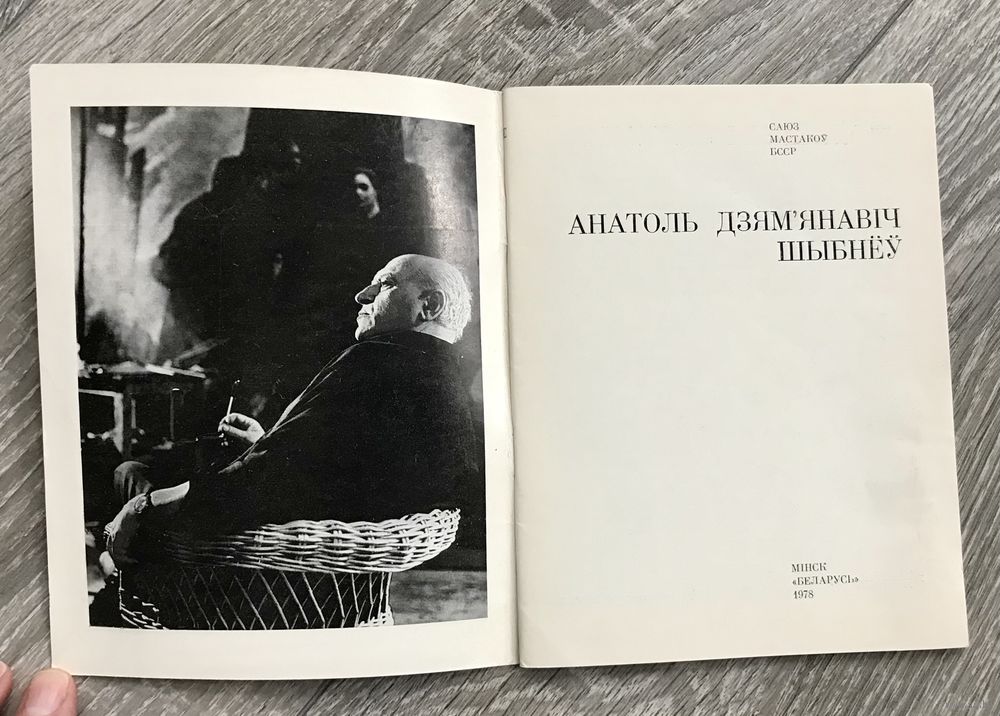 САЮЗ
МАСТАКОЎ
БССР
АНАТОЛЬ ДЗЯМ'ЯНАВІЧ
ШЫБНЁЎ
МІНСК
«БЕЛАРУСЬ»
1978